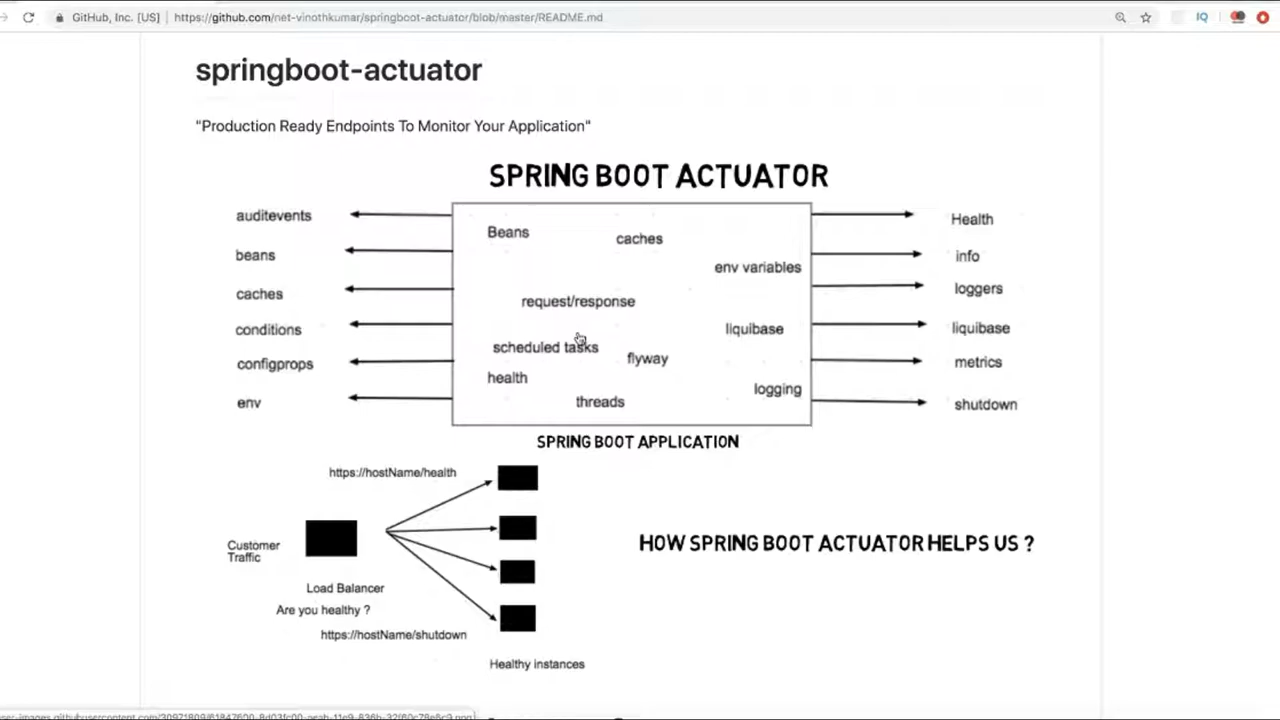 GitHub, Inc. [US]
https://github.com/net-vinothkumar/springboot-actuator/blob/master/README.md
springboot-actuator
"Production Ready Endpoints To Monitor Your Application"
SPRING BOOT ACTUATOR
auditevents
beans
caches
conditions
configprops
env
Beans
caches
env variables
request/response
scheduled tasks
liquibase
flyway
health
logging
threads
Health
info
loggers
liquibase
metrics
shutdown
SPRING BOOT APPLICATION
https://hostName/health
Customer
Traffic
Load Balancer
Are you healthy ?
https://hostName/shutdown
Healthy instances
HOW SPRING BOOT ACTUATOR HELPS US ?